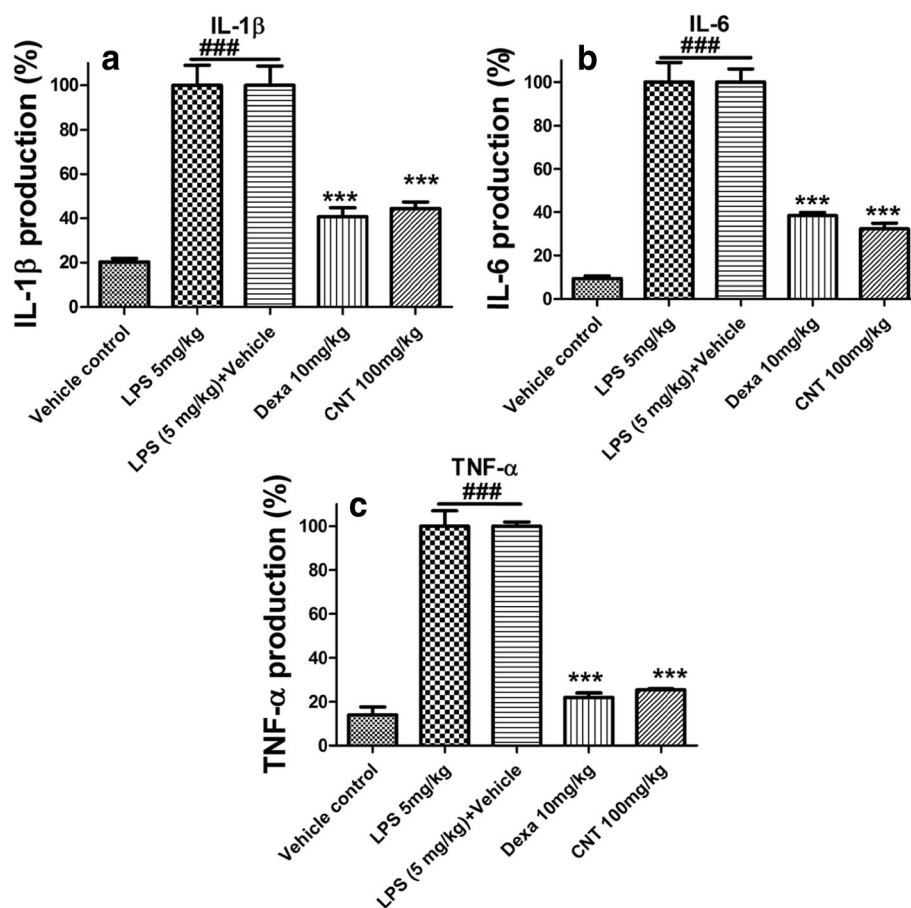 a
IL-1β
###
IL-1β production (%)
100
80
60
40
20
0
***
***
Vehicle control
LPS 5mg/kg
LPS (5 mg/kg)+Vehicle
Dexa 10mg/kg
CNT 100mg/kg
b
IL-6
###
IL-6 production (%)
100
80
60
40
20
0
***
***
Vehicle control
LPS 5mg/kg
LPS (5 mg/kg)+Vehicle
Dexa 10mg/kg
CNT 100mg/kg
c
TNF-α
###
TNF-α production (%)
100
80
60
40
20
0
***
***
Vehicle control
LPS 5mg/kg
LPS (5 mg/kg)+Vehicle
Dexa 10mg/kg
CNT 100mg/kg